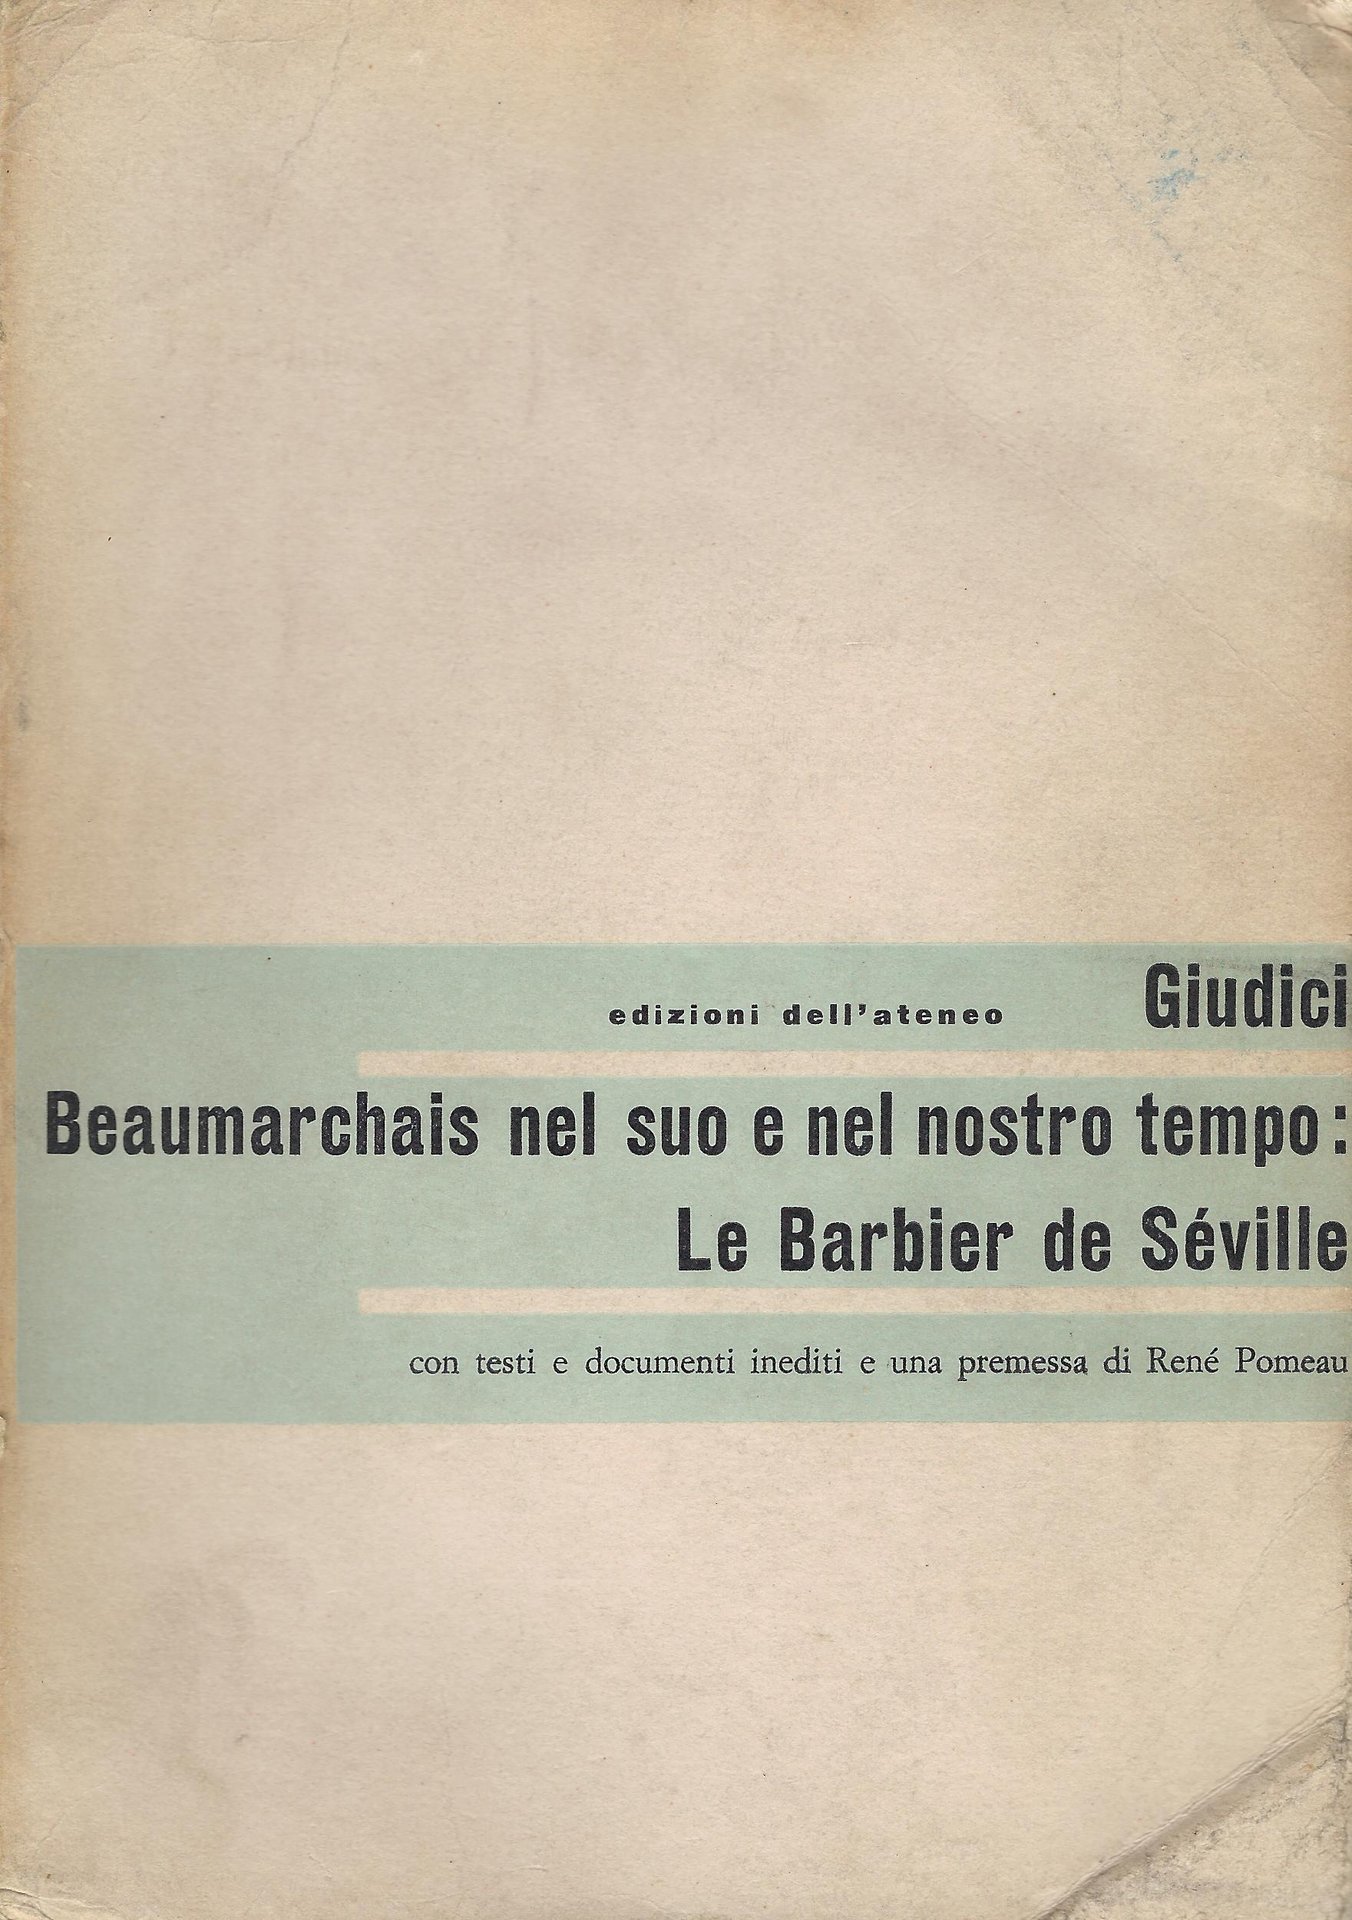 edizioni dell'ateneo Giudici
Beaumarchais nel suo e nel nostro tempo:
Le Barbier de Séville
con testi e documenti inediti e una premessa di René Pomeau